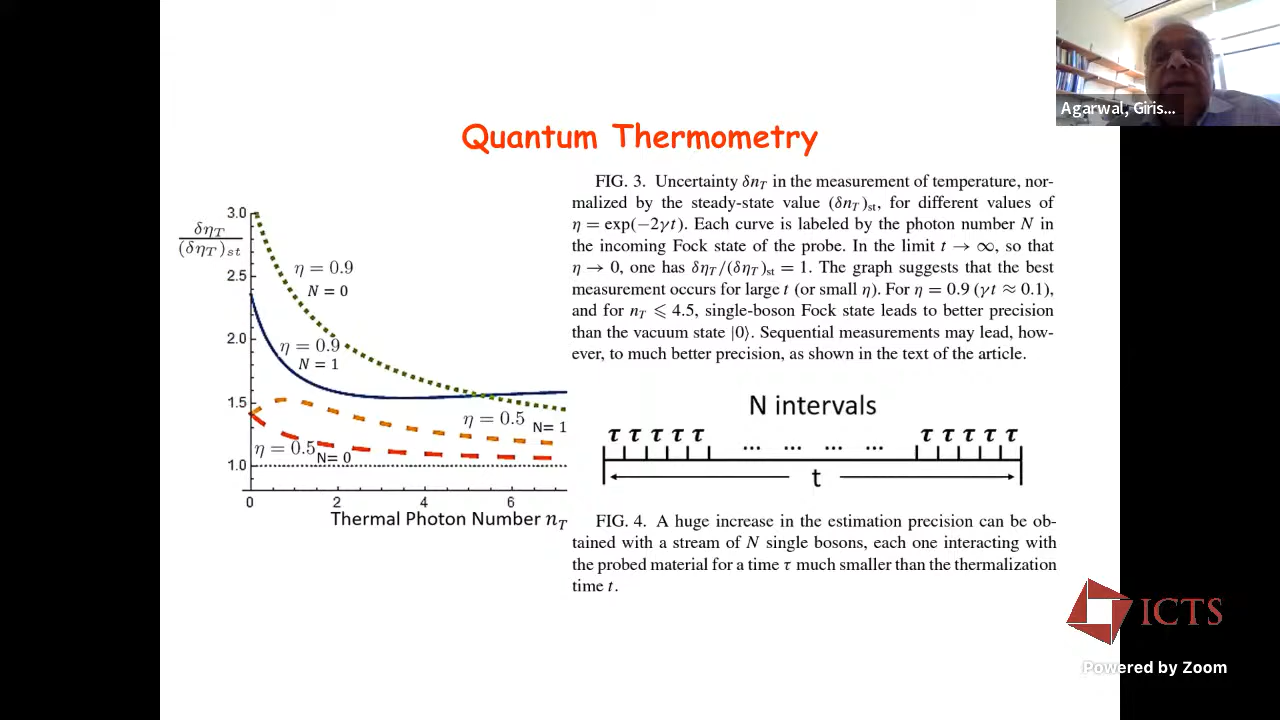 Agarwal, Giris...
Quantum Thermometry
FIG. 3. Uncertainty δn_T in the measurement of temperature, nor-
malized by the steady-state value (δn_T)_st, for different values of
η = exp(−2γt). Each curve is labeled by the photon number N in
the incoming Fock state of the probe. In the limit t → ∞, so that
η → 0, one has δη_T/(δη_T)_st = 1. The graph suggests that the best
measurement occurs for large t (or small η). For η = 0.9 (γt ≈ 0.1),
and for n_T ⩽ 4.5, single-boson Fock state leads to better precision
than the vacuum state |0⟩. Sequential measurements may lead, how-
ever, to much better precision, as shown in the text of the article.
δη_T
(δη_T)_st
3.0
2.5
2.0
1.5
1.0
η = 0.9
N = 0
η = 0.9
N = 1
η = 0.5
N= 1
η = 0.5
N= 0
0 2 4 6
Thermal Photon Number n_T
N intervals
τ τ τ τ τ ... ... ... ... τ τ τ τ τ
t
FIG. 4. A huge increase in the estimation precision can be ob-
tained with a stream of N single bosons, each one interacting with
the probed material for a time τ much smaller than the thermalization
time t.
ICTS
Powered by Zoom